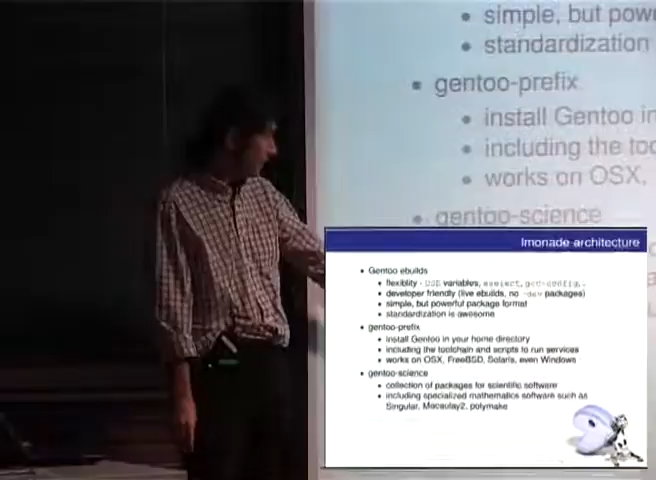 simple, but pow
standardization
gentoo-prefix
install Gentoo in
including the too
works on OSX,
gentoo-science
lmonade architecture
Gentoo ebuilds
flexiblity - USE variables, eselect, gcc-config, .
developer friendly (live ebuilds, no -dev packages)
simple, but powerful package format
standardization is awesome
gentoo-prefix
install Gentoo in your home directory
including the toolchain and scripts to run services
works on OSX, FreeBSD, Solaris, even Windows
gentoo-science
collection of packages for scientific software
including specialized mathematics software such as
Singular, Macaulay2, polymake